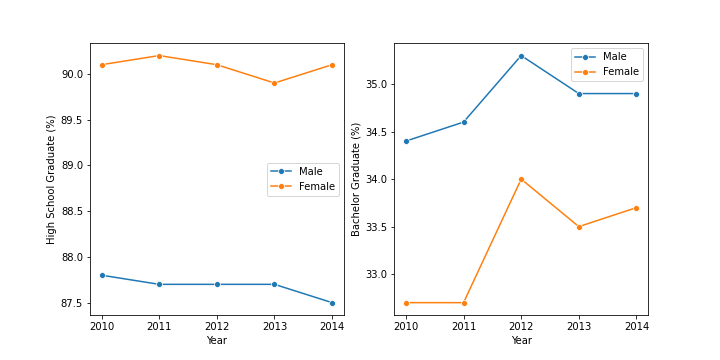 High School Graduate (%)
90.0
89.5
89.0
88.5
88.0
87.5
2010 2011 2012 2013 2014
Year
Male
Female
Bachelor Graduate (%)
35.0
34.5
34.0
33.5
33.0
2010 2011 2012 2013 2014
Year
Male
Female